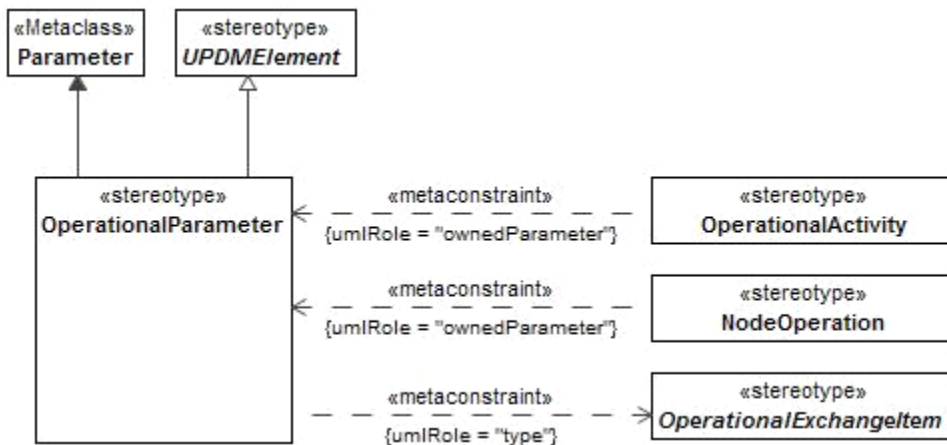 «Metaclass»
Parameter
«stereotype»
UPDMElement
«stereotype»
OperationalParameter
«metaconstraint»
{umlRole = "ownedParameter"}
«stereotype»
OperationalActivity
«metaconstraint»
{umlRole = "ownedParameter"}
«stereotype»
NodeOperation
«metaconstraint»
{umlRole = "type"}
«stereotype»
OperationalExchangeItem